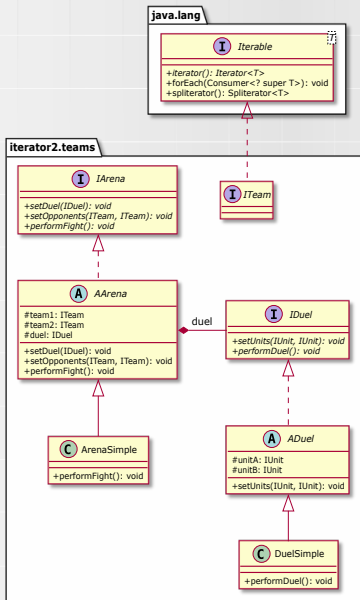 java.lang
T
I Iterable
+iterator(): Iterator<T>
+forEach(Consumer<? super T>): void
+spliterator(): Spliterator<T>
iterator2.teams
I IArena
+setDuel(IDuel): void
+setOpponents(ITeam, ITeam): void
+performFight(): void
I ITeam
A AArena
#team1: ITeam
#team2: ITeam
#duel: IDuel
+setDuel(IDuel): void
+setOpponents(ITeam, ITeam): void
+performFight(): void
duel
I IDuel
+setUnits(IUnit, IUnit): void
+performDuel(): void
C ArenaSimple
+performFight(): void
A ADuel
#unitA: IUnit
#unitB: IUnit
+setUnits(IUnit, IUnit): void
C DuelSimple
+performDuel(): void